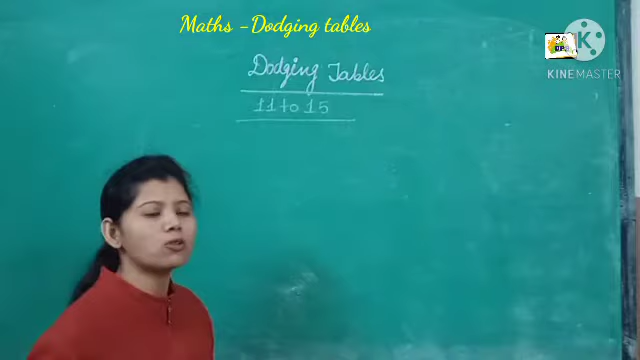 Maths - Dodging tables
Dodging Tables
11 to 15
K
KINEMASTER